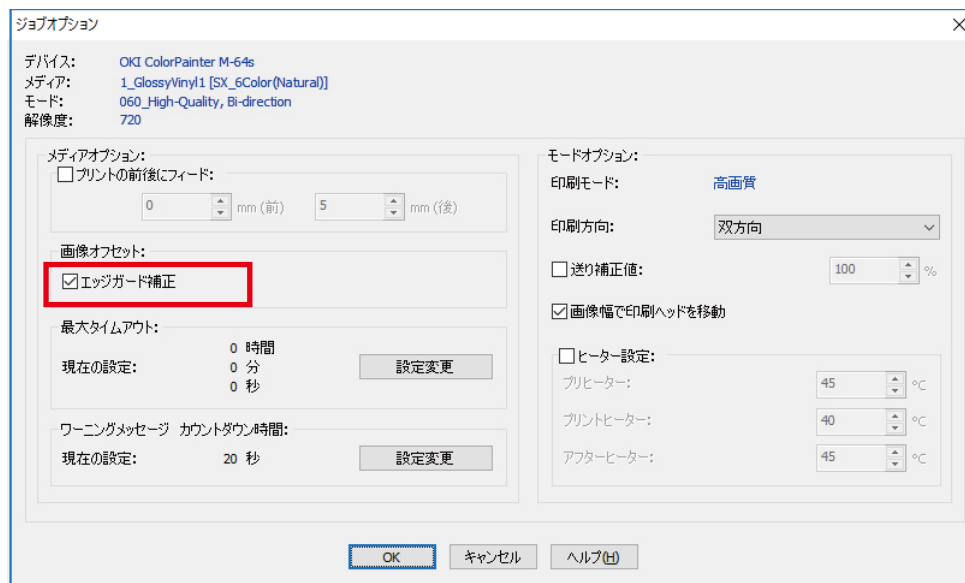 ジョブオプション
デバイス: OKI ColorPainter M-64s
メディア: 1_GlossyVinyl1 [SX_6Color(Natural)]
モード: 060_High-Quality, Bi-direction
解像度: 720
メディアオプション:
プリントの前後にフィード:
0 mm (前) 5 mm (後)
画像オフセット:
エッジガード補正
最大タイムアウト:
現在の設定: 0 時間
0 分
0 秒
設定変更
ワーニングメッセージ カウントダウン時間:
現在の設定: 20 秒 設定変更
モードオプション:
印刷モード: 高画質
印刷方向: 双方向
送り補正値: 100 %
画像幅で印刷ヘッドを移動
ヒーター設定:
プリヒーター: 45 °C
プリントヒーター: 40 °C
アフターヒーター: 45 °C
OK キャンセル ヘルプ(H)